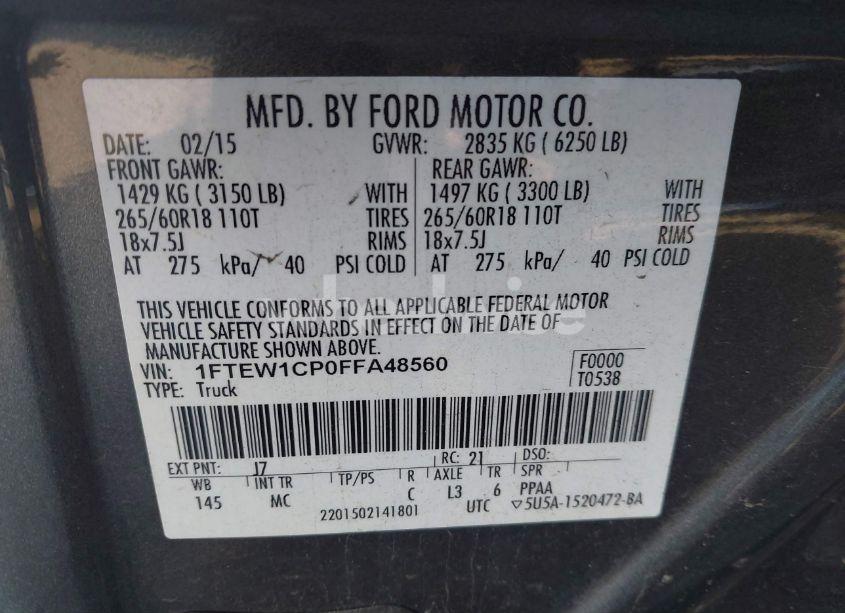 MFD. BY FORD MOTOR CO.
DATE: 02/15 GVWR: 2835 KG ( 6250 LB)
FRONT GAWR: REAR GAWR:
1429 KG ( 3150 LB) WITH 1497 KG ( 3300 LB) WITH
265/60R18 110T TIRES 265/60R18 110T TIRES
18x7.5J RIMS 18x7.5J RIMS
AT 275 kPa/ 40 PSI COLD AT 275 kPa/ 40 PSI COLD
THIS VEHICLE CONFORMS TO ALL APPLICABLE FEDERAL MOTOR
VEHICLE SAFETY STANDARDS IN EFFECT ON THE DATE OF
MANUFACTURE SHOWN ABOVE.
VIN: 1FTEW1CP0FFA48560 F0000
TYPE: Truck T0538
EXT PNT: J7 RC: 21 DSO:
WB INT TR TP/PS R AXLE TR SPR
145 MC C L3 6 PPAA
2201502141801 UTC ▽5U5A-1520472-BA